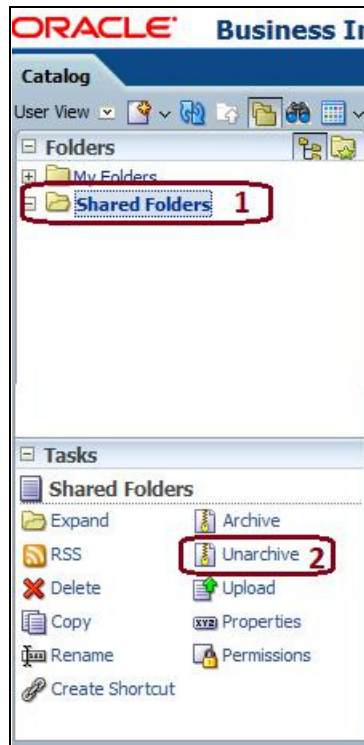 ORACLE Business In
Catalog
User View
Folders
My Folders
Shared Folders 1
Tasks
Shared Folders
Expand Archive
RSS Unarchive 2
Delete Upload
Copy xyz Properties
Rename Permissions
Create Shortcut